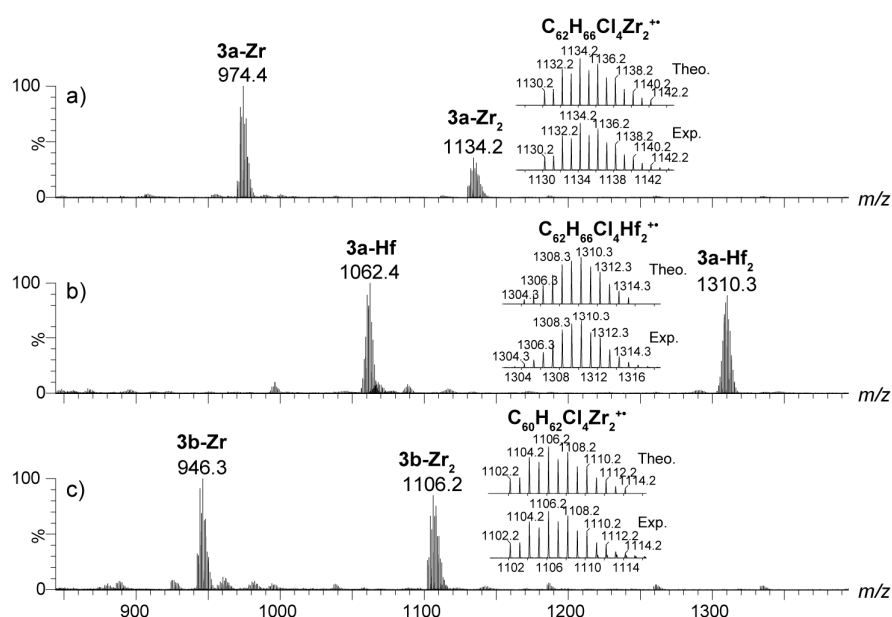 C62H66Cl4Zr2+•
3a-Zr
974.4
a)
100
%
0
3a-Zr2
1134.2
1130.2
1132.2
1134.2
1136.2
1138.2
1140.2
1142.2
Theo.
1130.2
1132.2
1134.2
1136.2
1138.2
1140.2
1142.2
Exp.
1130 1134 1138 1142
m/z
C62H66Cl4Hf2+•
3a-Hf
1062.4
b)
100
%
0
3a-Hf2
1310.3
1304.3
1306.3
1308.3
1310.3
1312.3
1314.3
Theo.
1304.3
1306.3
1308.3
1310.3
1312.3
1314.3
Exp.
1304 1308 1312 1316
m/z
C60H62Cl4Zr2+•
3b-Zr
946.3
c)
100
%
0
3b-Zr2
1106.2
1102.2
1104.2
1106.2
1108.2
1110.2
1112.2
1114.2
Theo.
1102.2
1104.2
1106.2
1108.2
1110.2
1112.2
1114.2
Exp.
1102 1106 1110 1114
m/z
900 1000 1100 1200 1300